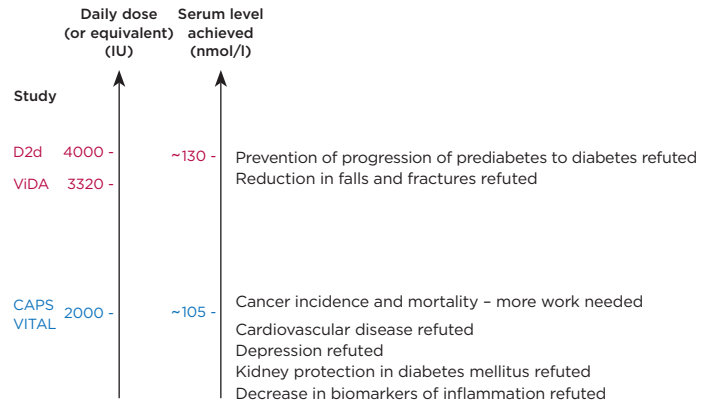 Daily dose
(or equivalent)
(IU)
Serum level
achieved
(nmol/l)
Study
D2d 4000 -
ViDA 3320 -
~130 -
Prevention of progression of prediabetes to diabetes refuted
Reduction in falls and fractures refuted
CAPS
VITAL
2000 -
~105 -
Cancer incidence and mortality – more work needed
Cardiovascular disease refuted
Depression refuted
Kidney protection in diabetes mellitus refuted
Decrease in biomarkers of inflammation refuted